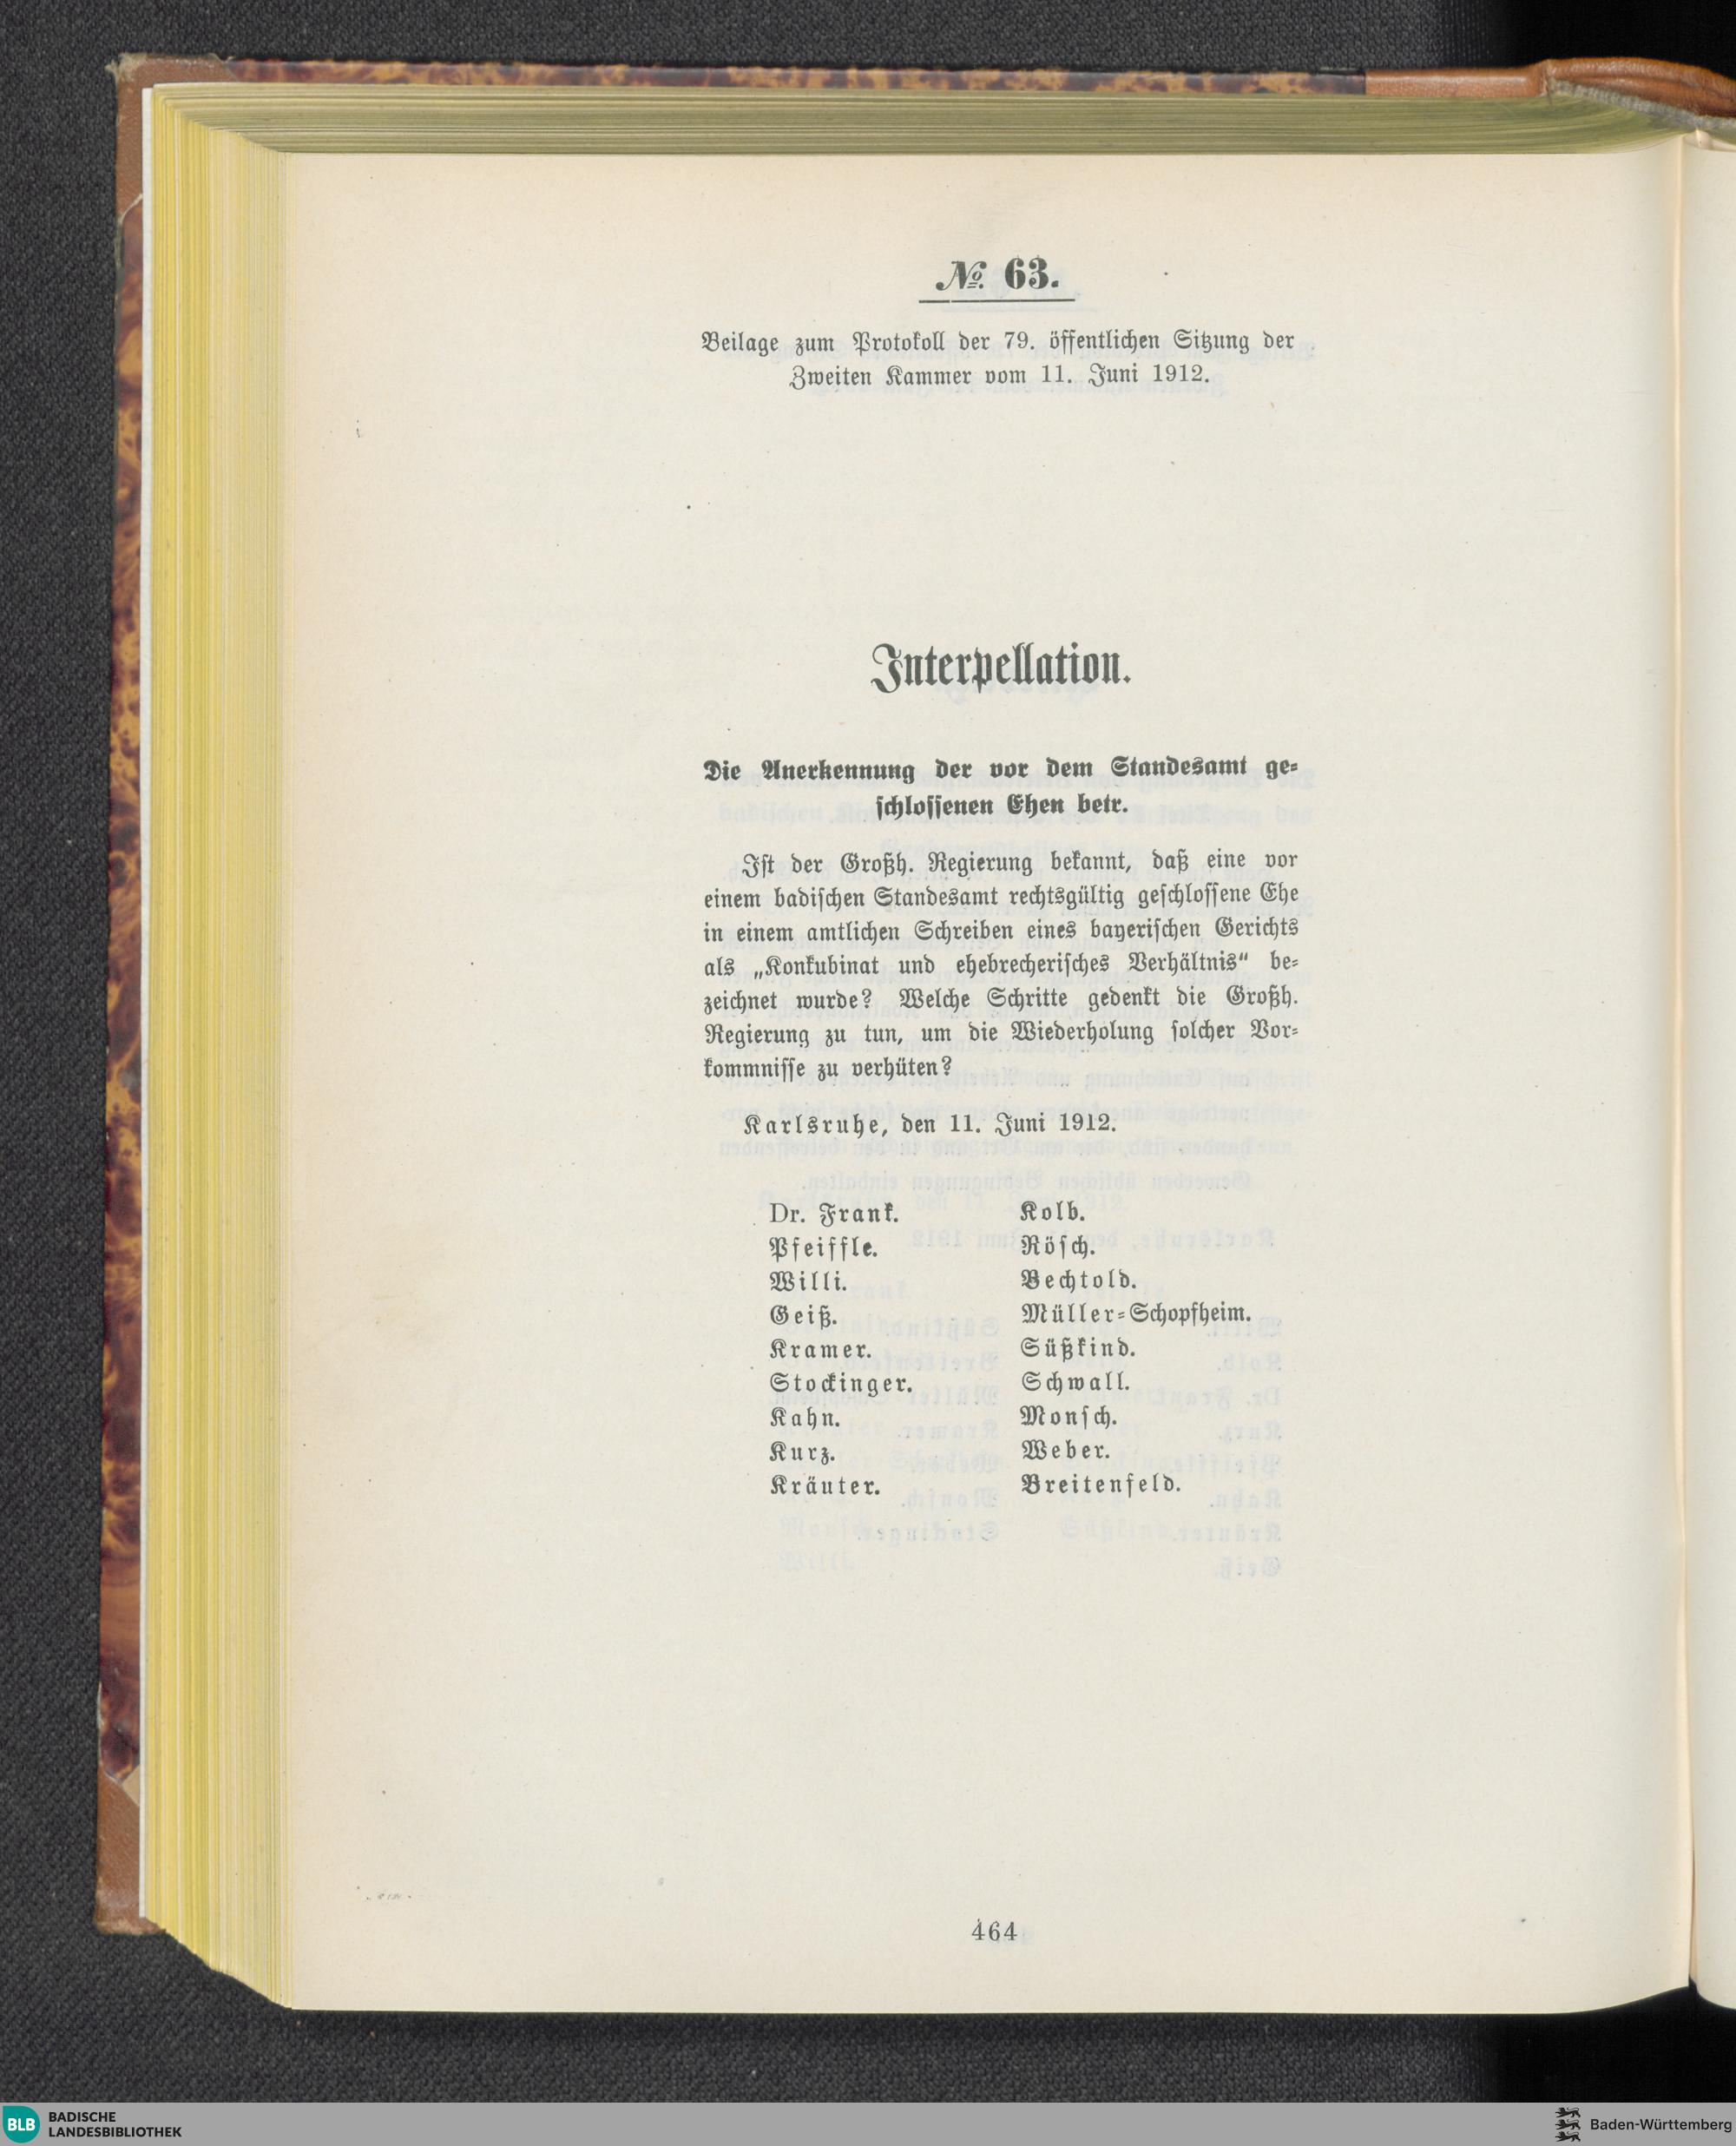 № 63.
Beilage zum Protokoll der 79. öffentlichen Sitzung der
Zweiten Kammer vom 11. Juni 1912.
Interpellation.
Die Anerkennung der vor dem Standesamt ge-
schlossenen Ehen betr.
Ist der Großh. Regierung bekannt, daß eine vor
einem badischen Standesamt rechtsgültig geschlossene Ehe
in einem amtlichen Schreiben eines bayerischen Gerichts
als „Konkubinat und ehebrecherisches Verhältnis“ be-
zeichnet wurde? Welche Schritte gedenkt die Großh.
Regierung zu tun, um die Wiederholung solcher Vor-
kommnisse zu verhüten?
Karlsruhe, den 11. Juni 1912.
Dr. Frank. Kolb.
Pfeiffle. Rösch.
Willi. Bechtold.
Geiß. Müller-Schopfheim.
Kramer. Süßkind.
Stockinger. Schwall.
Kahn. Monsch.
Kurz. Weber.
Kräuter. Breitenfeld.
464
BLB BADISCHE
LANDESBIBLIOTHEK
Baden-Württemberg